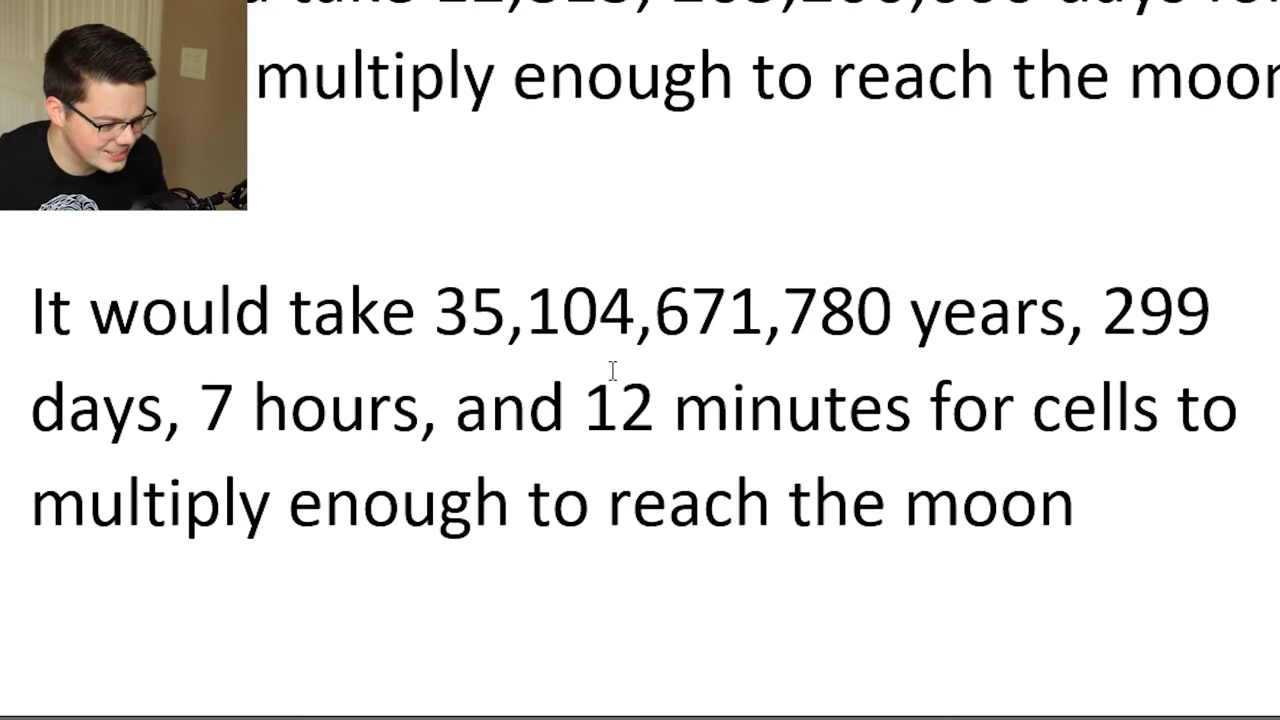 multiply enough to reach the moon
It would take 35,104,671,780 years, 299
days, 7 hours, and 12 minutes for cells to
multiply enough to reach the moon